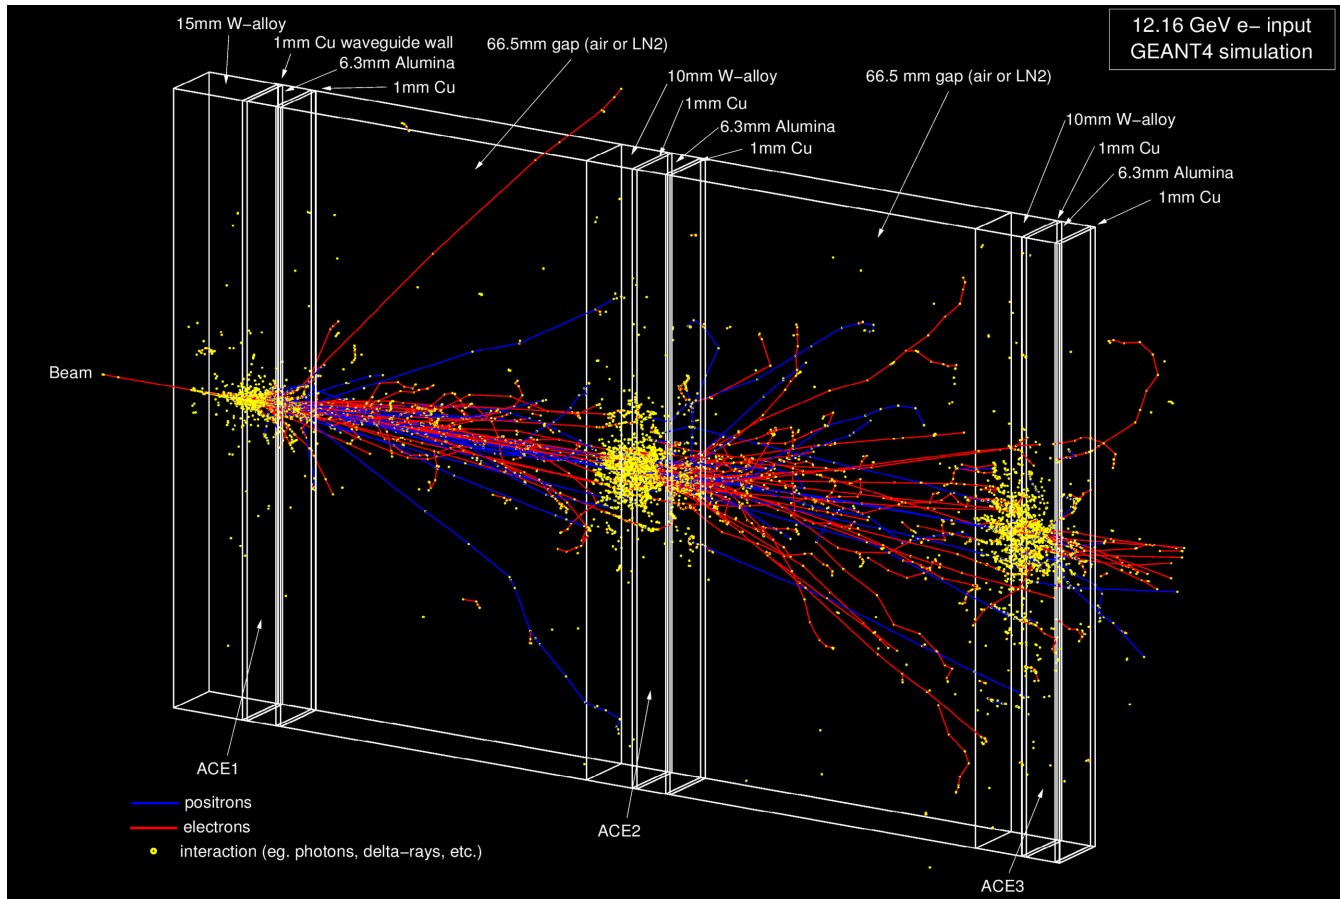 12.16 GeV e− input
GEANT4 simulation
15mm W−alloy
1mm Cu waveguide wall
6.3mm Alumina
1mm Cu
66.5mm gap (air or LN2)
10mm W−alloy
1mm Cu
6.3mm Alumina
1mm Cu
66.5 mm gap (air or LN2)
10mm W−alloy
1mm Cu
6.3mm Alumina
1mm Cu
Beam
ACE1
ACE2
ACE3
positrons
electrons
interaction (eg. photons, delta−rays, etc.)